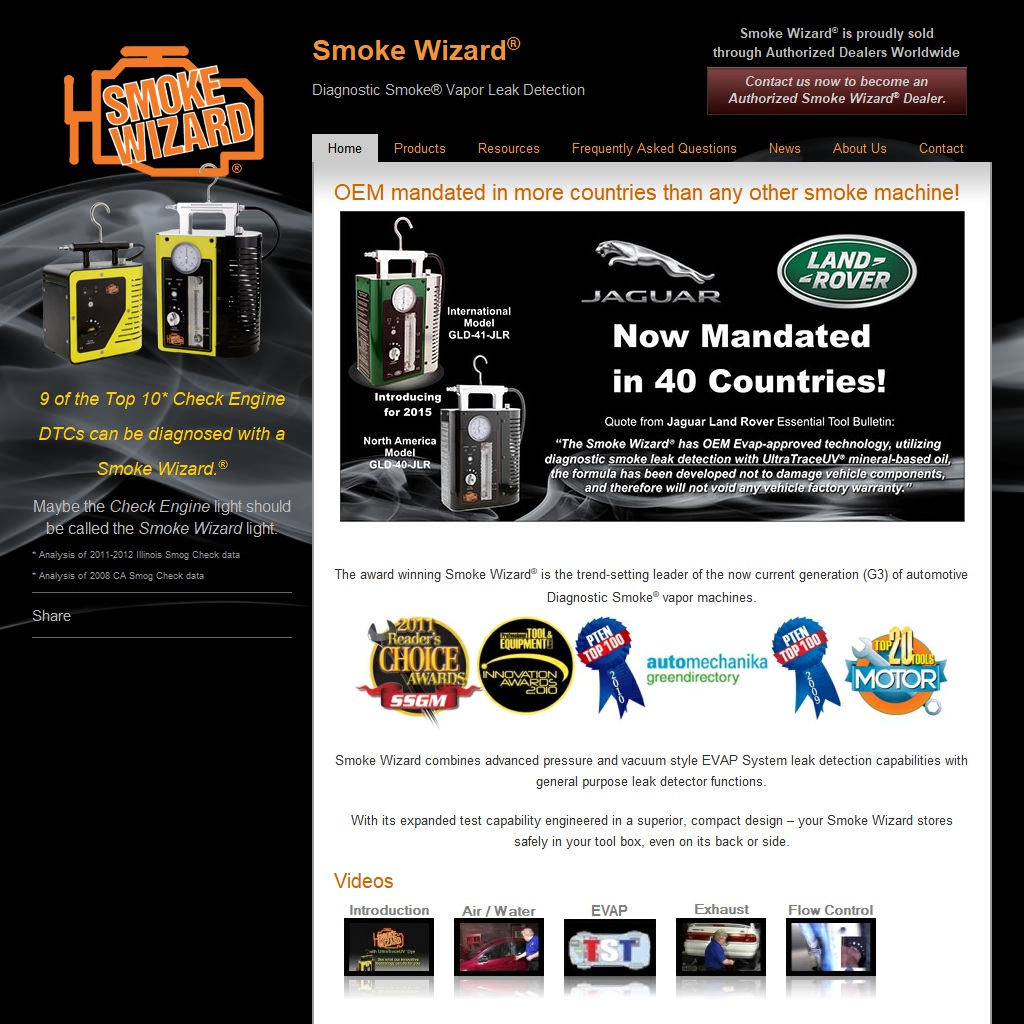 SMOKE
WIZARD®
9 of the Top 10* Check Engine
DTCs can be diagnosed with a
Smoke Wizard.®
Maybe the Check Engine light should
be called the Smoke Wizard light.
* Analysis of 2011-2012 Illinois Smog Check data
* Analysis of 2008 CA Smog Check data
Share
Smoke Wizard®
Diagnostic Smoke® Vapor Leak Detection
Smoke Wizard® is proudly sold
through Authorized Dealers Worldwide
Contact us now to become an
Authorized Smoke Wizard® Dealer.
Home Products Resources Frequently Asked Questions News About Us Contact
OEM mandated in more countries than any other smoke machine!
JAGUAR
LAND-
-ROVER
International
Model
GLD-41-JLR
Now Mandated
in 40 Countries!
Introducing
for 2015
North America
Model
GLD-40-JLR
Quote from Jaguar Land Rover Essential Tool Bulletin:
“The Smoke Wizard® has OEM Evap-approved technology, utilizing
diagnostic smoke leak detection with UltraTraceUV® mineral-based oil,
the formula has been developed not to damage vehicle components,
and therefore will not void any vehicle factory warranty.”
The award winning Smoke Wizard® is the trend-setting leader of the now current generation (G3) of automotive
Diagnostic Smoke® vapor machines.
2011
Reader's
CHOICE
AWARDS
SSGM
Professional TOOL &
EQUIPMENT
INNOVATION
AWARDS
2010
PTEN
TOP 100
2010
automechanika
greendirectory
PTEN
TOP 100
2009
TOP
20
TOOLS
MOTOR
Smoke Wizard combines advanced pressure and vacuum style EVAP System leak detection capabilities with
general purpose leak detector functions.
With its expanded test capability engineered in a superior, compact design – your Smoke Wizard stores
safely in your tool box, even on its back or side.
Videos
Introduction Air / Water EVAP Exhaust Flow Control
SMOKE
WIZARD
with UltraTraceUV® Dye
TST